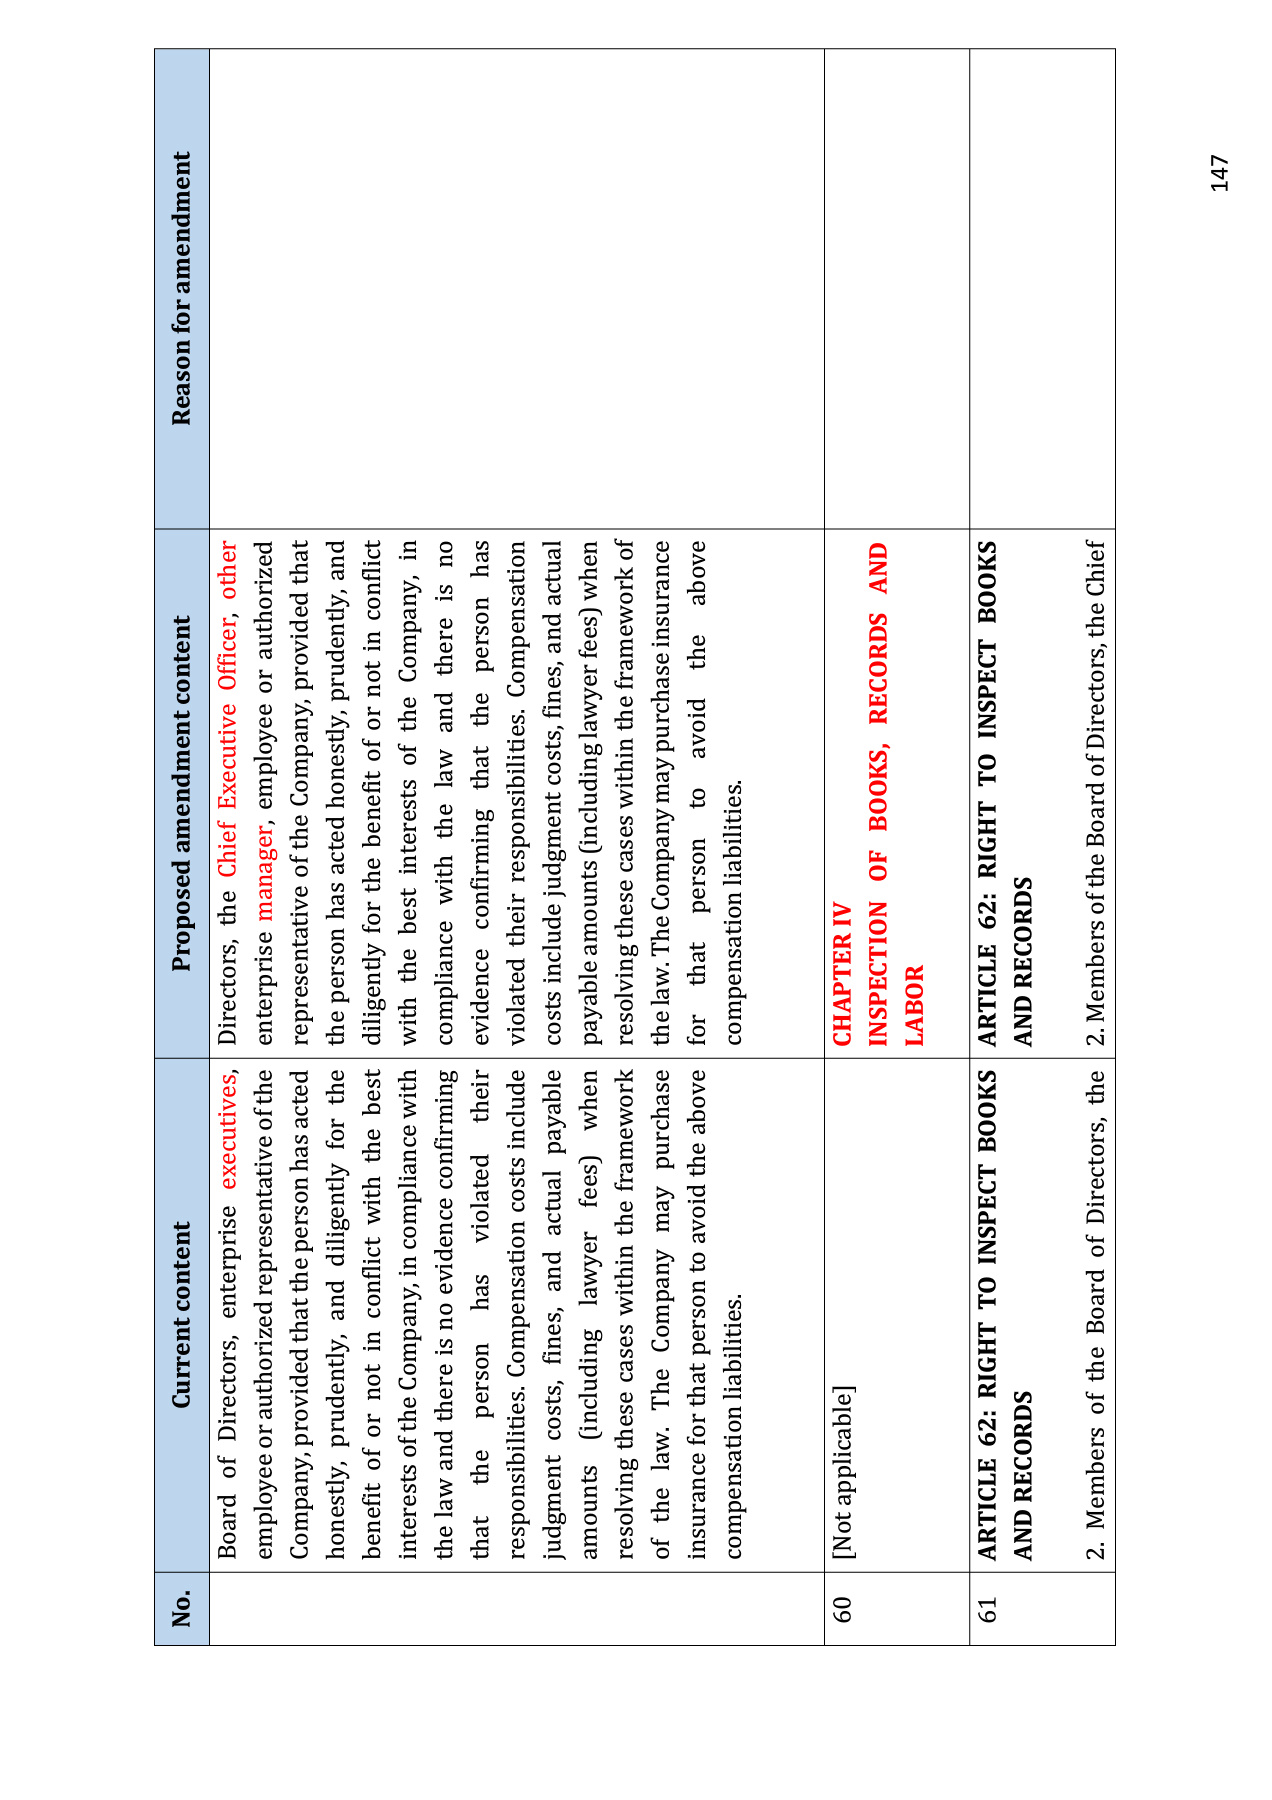 No.
Current content
Proposed amendment content
Reason for amendment
Board of Directors, enterprise executives,
employee or authorized representative of the
Company, provided that the person has acted
honestly, prudently, and diligently for the
benefit of or not in conflict with the best
interests of the Company, in compliance with
the law and there is no evidence confirming
that the person has violated their
responsibilities. Compensation costs include
judgment costs, fines, and actual payable
amounts (including lawyer fees) when
resolving these cases within the framework
of the law. The Company may purchase
insurance for that person to avoid the above
compensation liabilities.
Directors, the Chief Executive Officer, other
enterprise manager, employee or authorized
representative of the Company, provided that
the person has acted honestly, prudently, and
diligently for the benefit of or not in conflict
with the best interests of the Company, in
compliance with the law and there is no
evidence confirming that the person has
violated their responsibilities. Compensation
costs include judgment costs, fines, and actual
payable amounts (including lawyer fees) when
resolving these cases within the framework of
the law. The Company may purchase insurance
for that person to avoid the above
compensation liabilities.
60
[Not applicable]
CHAPTER IV
INSPECTION OF BOOKS, RECORDS AND
LABOR
61
ARTICLE 62: RIGHT TO INSPECT BOOKS
AND RECORDS
2. Members of the Board of Directors, the
ARTICLE 62: RIGHT TO INSPECT BOOKS
AND RECORDS
2. Members of the Board of Directors, the Chief
147